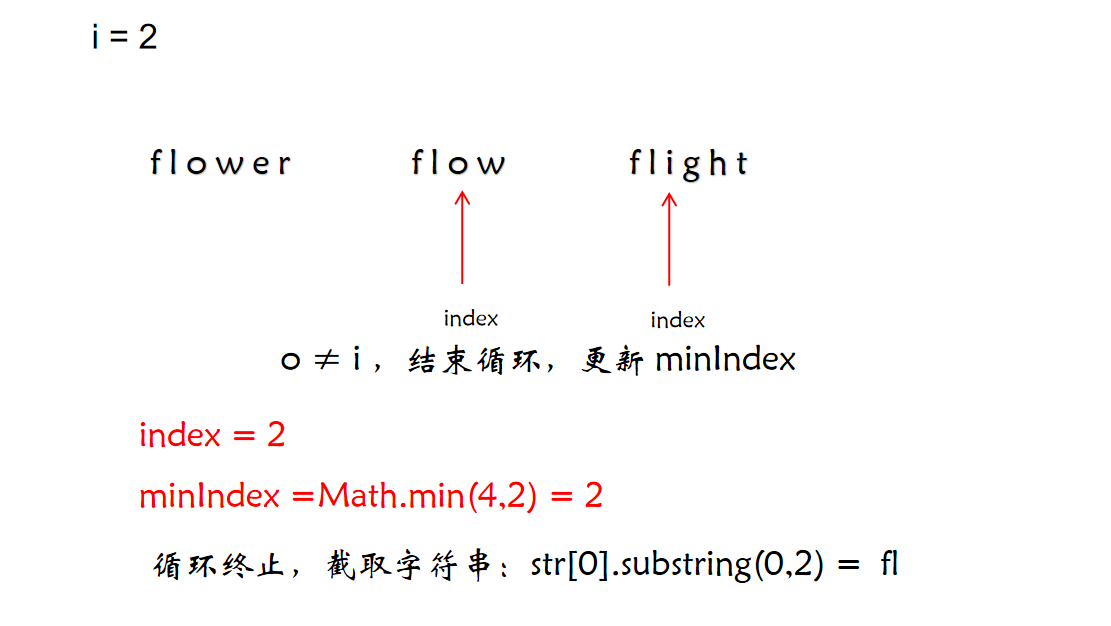 i = 2
flower flow flight
index index
o ≠ i ，结束循环，更新 minIndex
index = 2
minIndex =Math.min(4,2) = 2
循环终止，截取字符串：str[0].substring(0,2) = fl